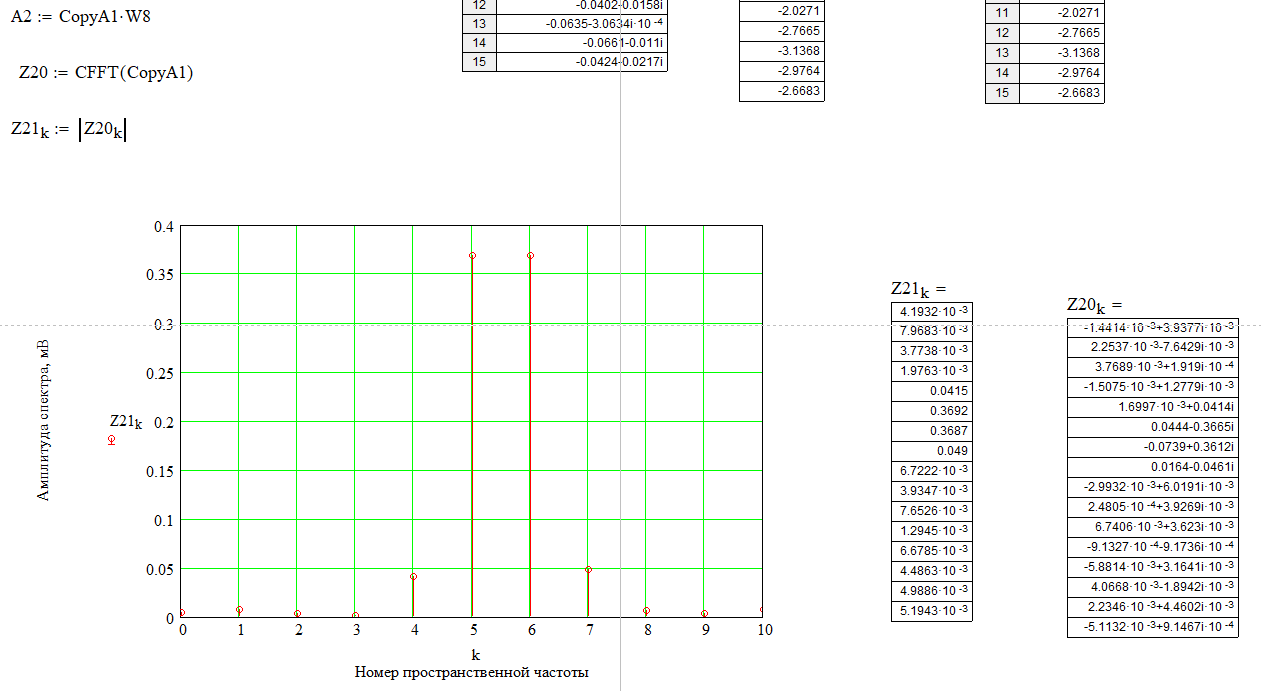 A2 := CopyA1·W8
Z20 := CFFT(CopyA1)
Z21k := |Z20k|
12 -0.0402-0.0158i
13 -0.0635-3.0634i·10 -4
14 -0.0661-0.011i
15 -0.0424-0.0217i
-2.0271
-2.7665
-3.1368
-2.9764
-2.6683
11 -2.0271
12 -2.7665
13 -3.1368
14 -2.9764
15 -2.6683
Амплитуда спектра, мВ
Z21k
0.4
0.35
0.3
0.25
0.2
0.15
0.1
0.05
0
0 1 2 3 4 5 6 7 8 9 10
k
Номер пространственной частоты
Z21k =
4.1932·10 -3
7.9683·10 -3
3.7738·10 -3
1.9763·10 -3
0.0415
0.3692
0.3687
0.049
6.7222·10 -3
3.9347·10 -3
7.6526·10 -3
1.2945·10 -3
6.6785·10 -3
4.4863·10 -3
4.9886·10 -3
5.1943·10 -3
Z20k =
-1.4414·10 -3+3.9377i·10 -3
2.2537·10 -3-7.6429i·10 -3
3.7689·10 -3+1.919i·10 -4
-1.5075·10 -3+1.2779i·10 -3
1.6997·10 -3+0.0414i
0.0444-0.3665i
-0.0739+0.3612i
0.0164-0.0461i
-2.9932·10 -3+6.0191i·10 -3
2.4805·10 -4+3.9269i·10 -3
6.7406·10 -3+3.623i·10 -3
-9.1327·10 -4-9.1736i·10 -4
-5.8814·10 -3+3.1641i·10 -3
4.0668·10 -3-1.8942i·10 -3
2.2346·10 -3+4.4602i·10 -3
-5.1132·10 -3+9.1467i·10 -4